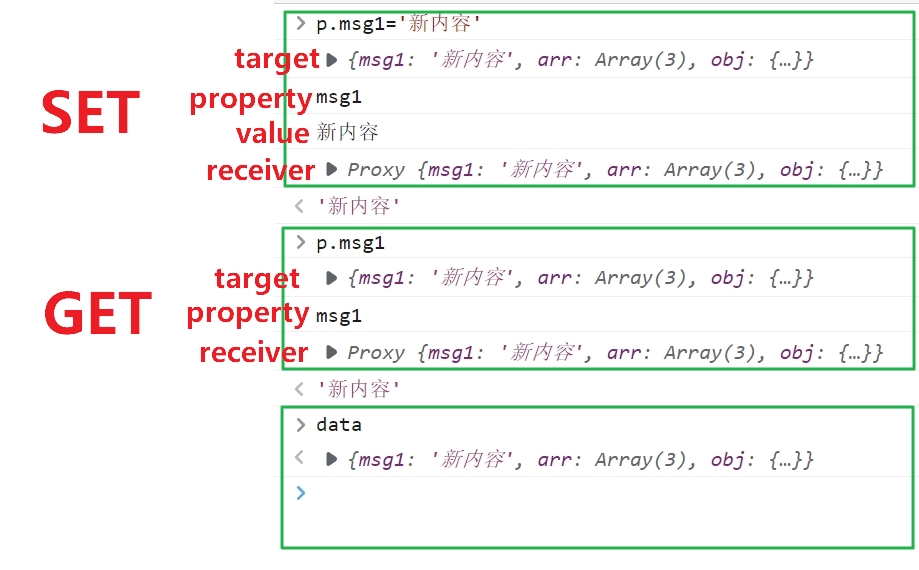 p.msg1='新内容'
target {msg1: '新内容', arr: Array(3), obj: {…}}
SET
property msg1
value 新内容
receiver Proxy {msg1: '新内容', arr: Array(3), obj: {…}}
'新内容'
p.msg1
target {msg1: '新内容', arr: Array(3), obj: {…}}
GET
property msg1
receiver Proxy {msg1: '新内容', arr: Array(3), obj: {…}}
'新内容'
data
{msg1: '新内容', arr: Array(3), obj: {…}}